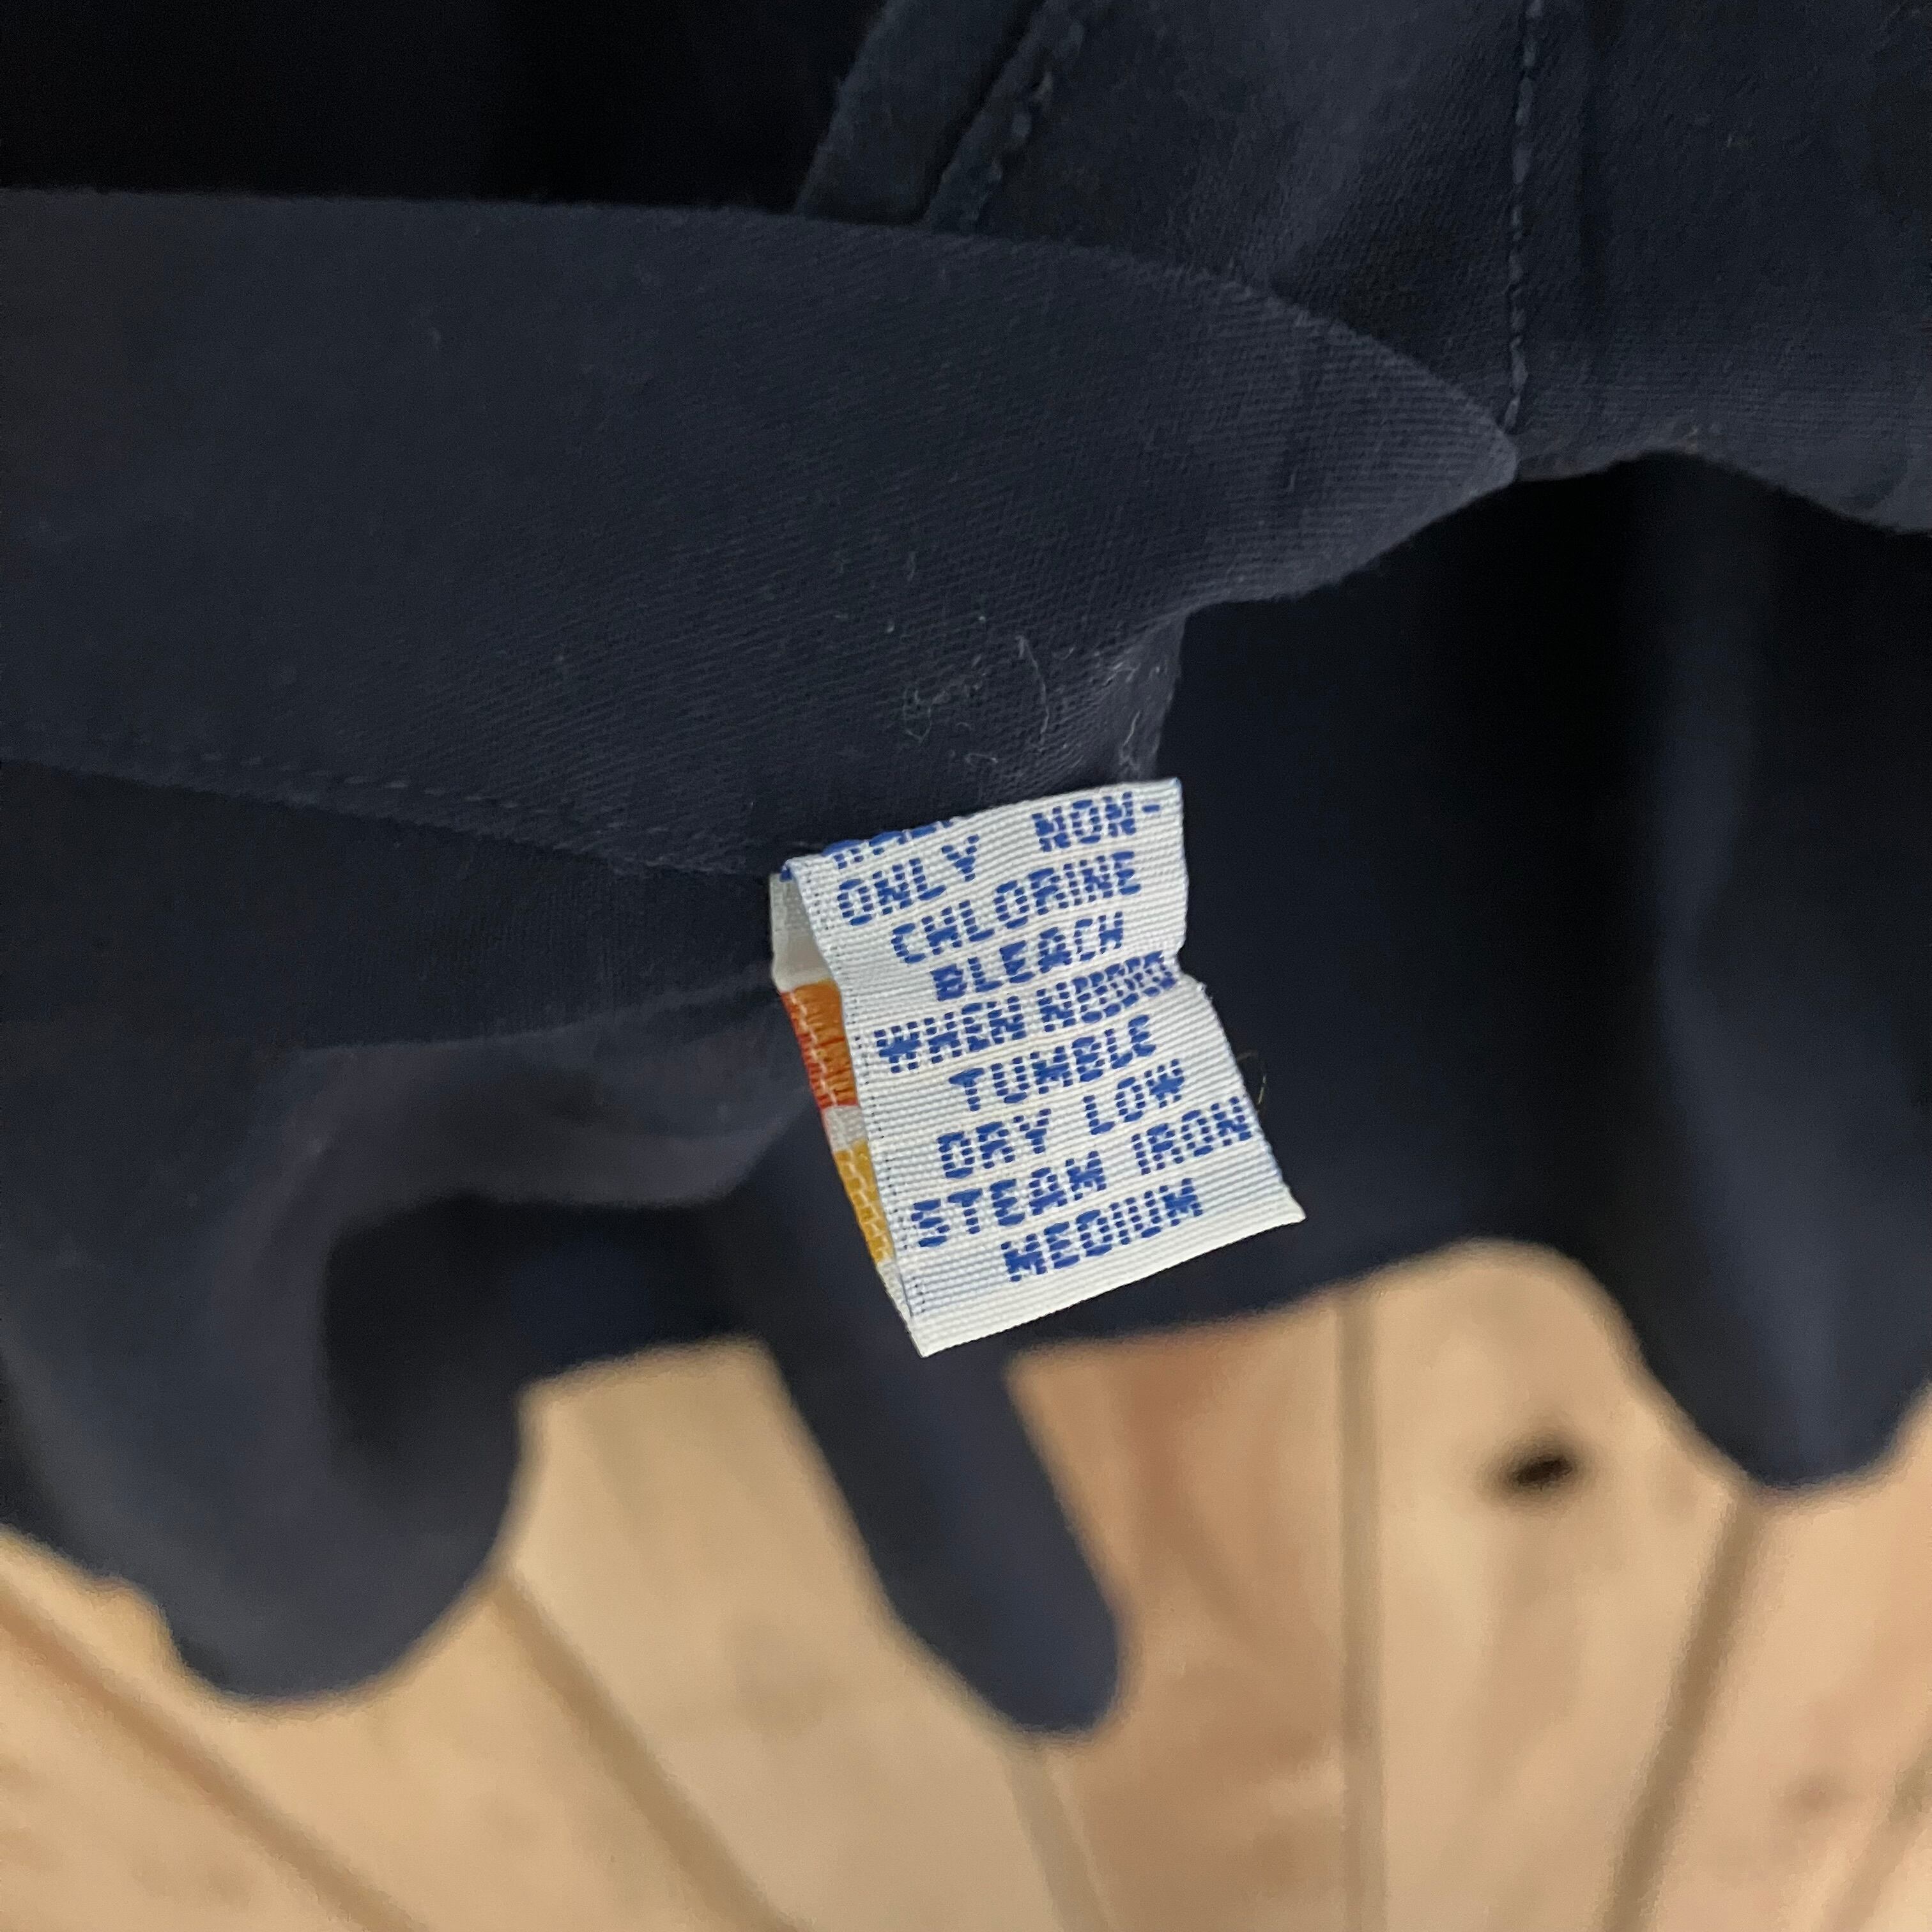 ONLY NON-
CHLORINE
BLEACH
WHEN NEEDED
TUMBLE
DRY LOW
STEAM IRON
MEDIUM